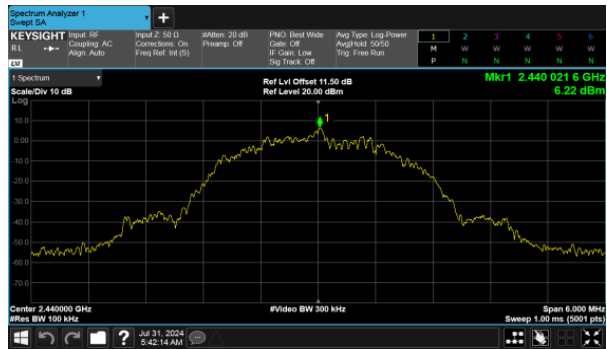 Spectrum Analyzer 1
Swept SA
+
KEYSIGHT Input: RF Input Z: 50 Ω #Atten: 20 dB PNO: Best Wide Avg Type: Log-Power 1 2 3 4 5 6
RL Coupling: AC Corrections: On Preamp: Off Gate: Off Avg|Hold: 50/50 M W W W W W
Align: Auto Freq Ref: Int (S) IF Gain: Low Trig: Free Run P N N N N N
LXI Sig Track: Off
1 Spectrum Ref Lvl Offset 11.50 dB Mkr1 2.440 021 6 GHz
Scale/Div 10 dB Ref Level 20.00 dBm 6.22 dBm
Log
1
10.0
0.00
-10.0
-20.0
-30.0
-40.0
-50.0
-60.0
-70.0
Center 2.440000 GHz #Video BW 300 kHz Span 6.000 MHz
#Res BW 100 kHz Sweep 1.00 ms (5001 pts)
? Jul 31, 2024
5:42:14 AM